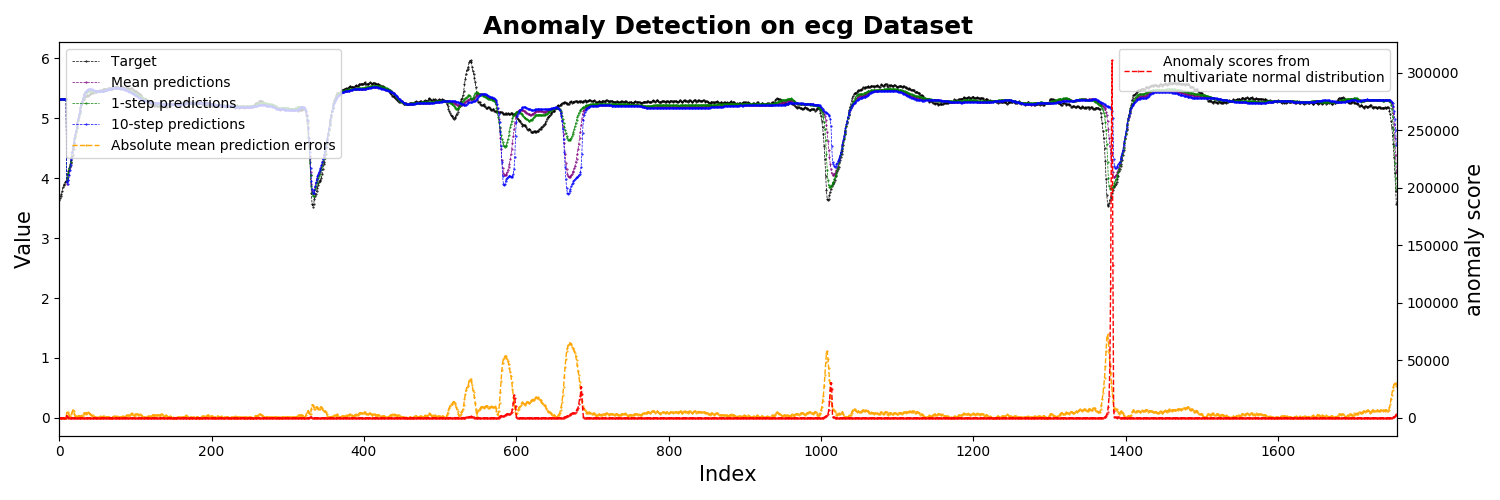 Anomaly Detection on ecg Dataset
Target
Mean predictions
1-step predictions
10-step predictions
Absolute mean prediction errors
Anomaly scores from
multivariate normal distribution
Value
6
5
4
3
2
1
0
0
200
400
600
800
1000
1200
1400
1600
Index
300000
250000
200000
150000
100000
50000
0
anomaly score